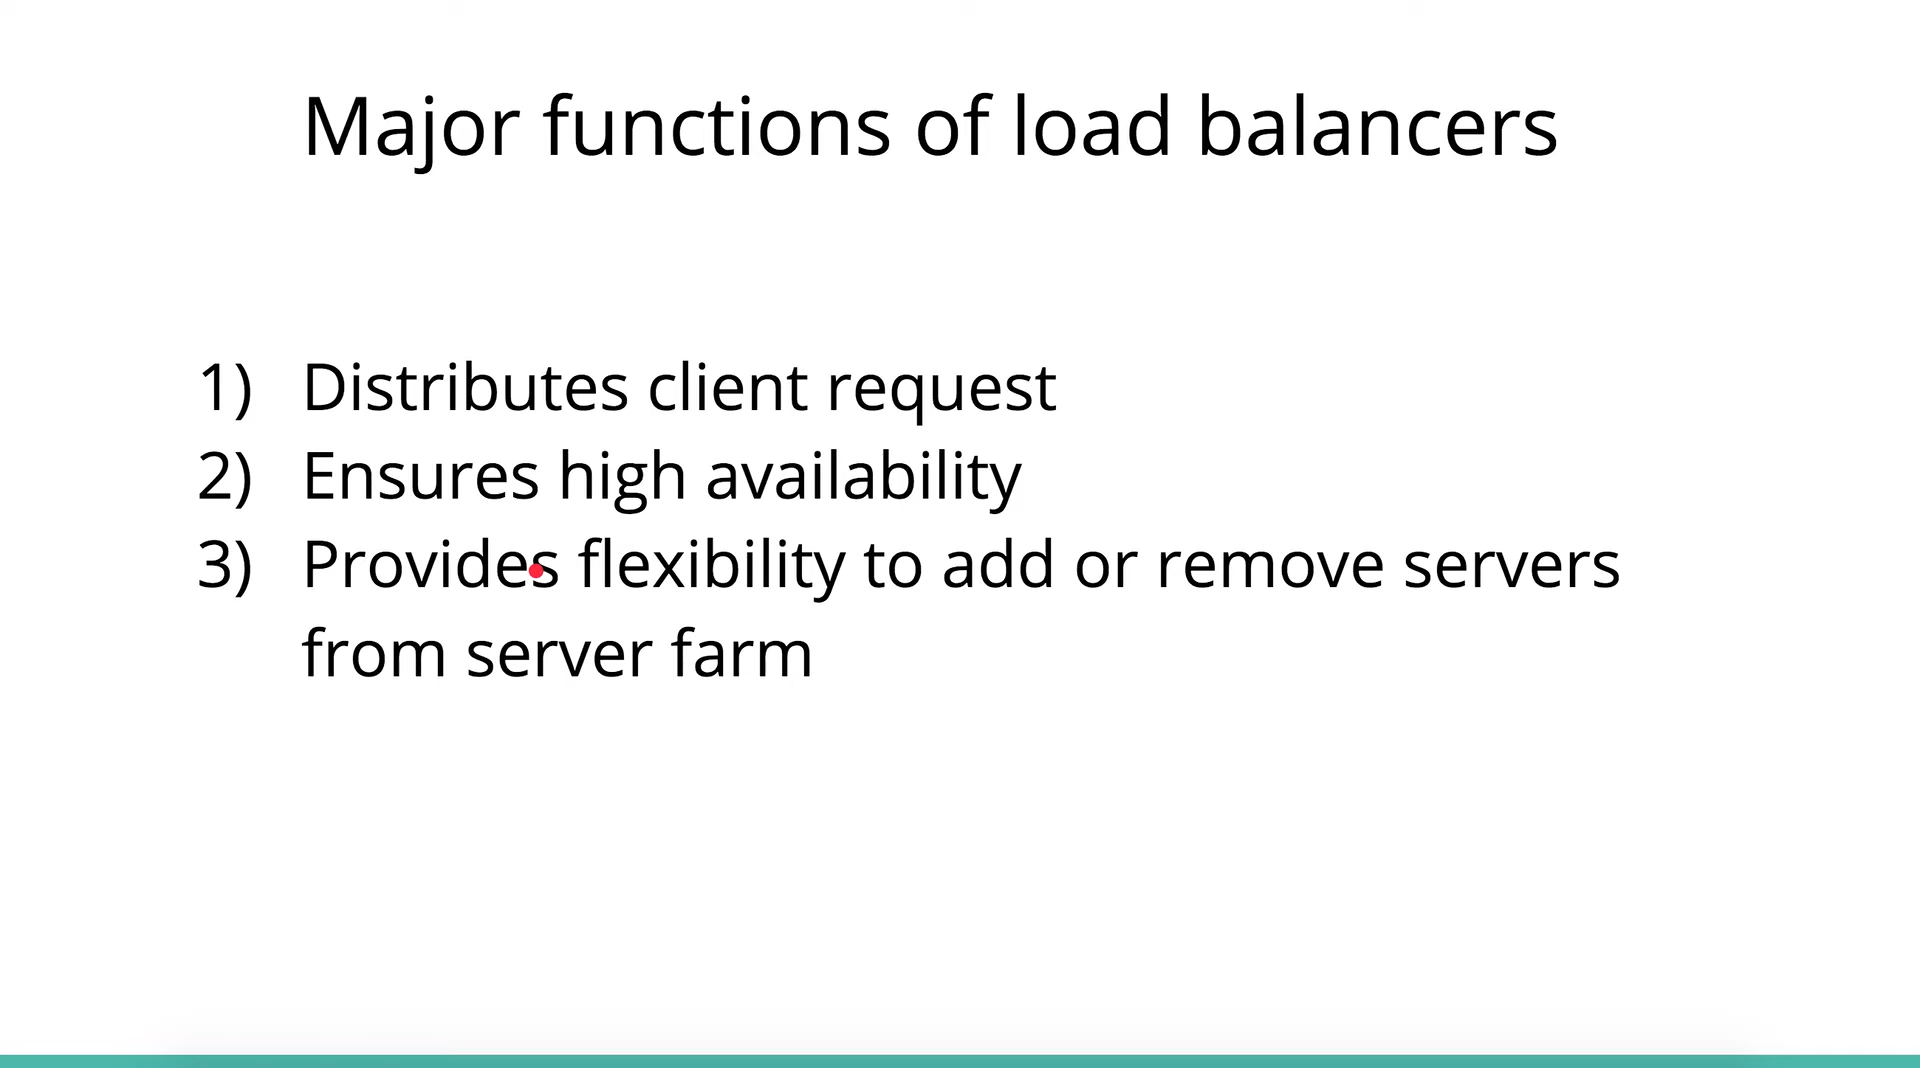 Major functions of load balancers
1) Distributes client request
2) Ensures high availability
3) Provides flexibility to add or remove servers
from server farm